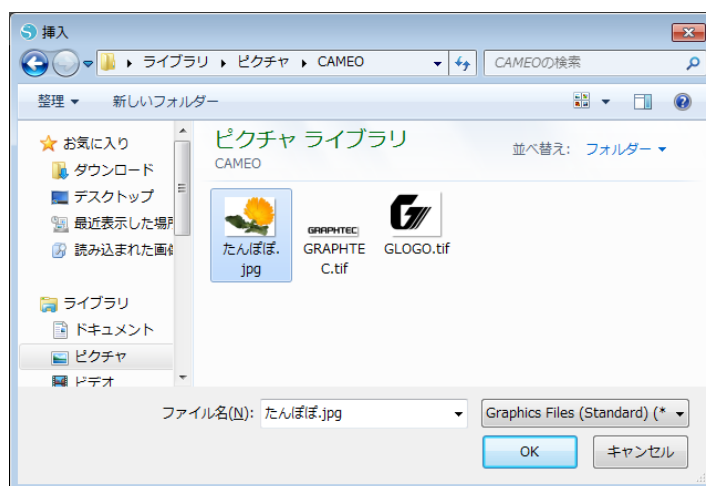 挿入
ライブラリ ▸ ピクチャ ▸ CAMEO
CAMEOの検索
整理 新しいフォルダー
お気に入り
ダウンロード
デスクトップ
最近表示した場所
読み込まれた画像
ライブラリ
ドキュメント
ピクチャ
ビデオ
ピクチャ ライブラリ
CAMEO
並べ替え: フォルダー
GRAPHTEC
たんぽぽ.
jpg
GRAPHTE
C.tif
GLOGO.tif
ファイル名(N): たんぽぽ.jpg
Graphics Files (Standard) (*
OK
キャンセル